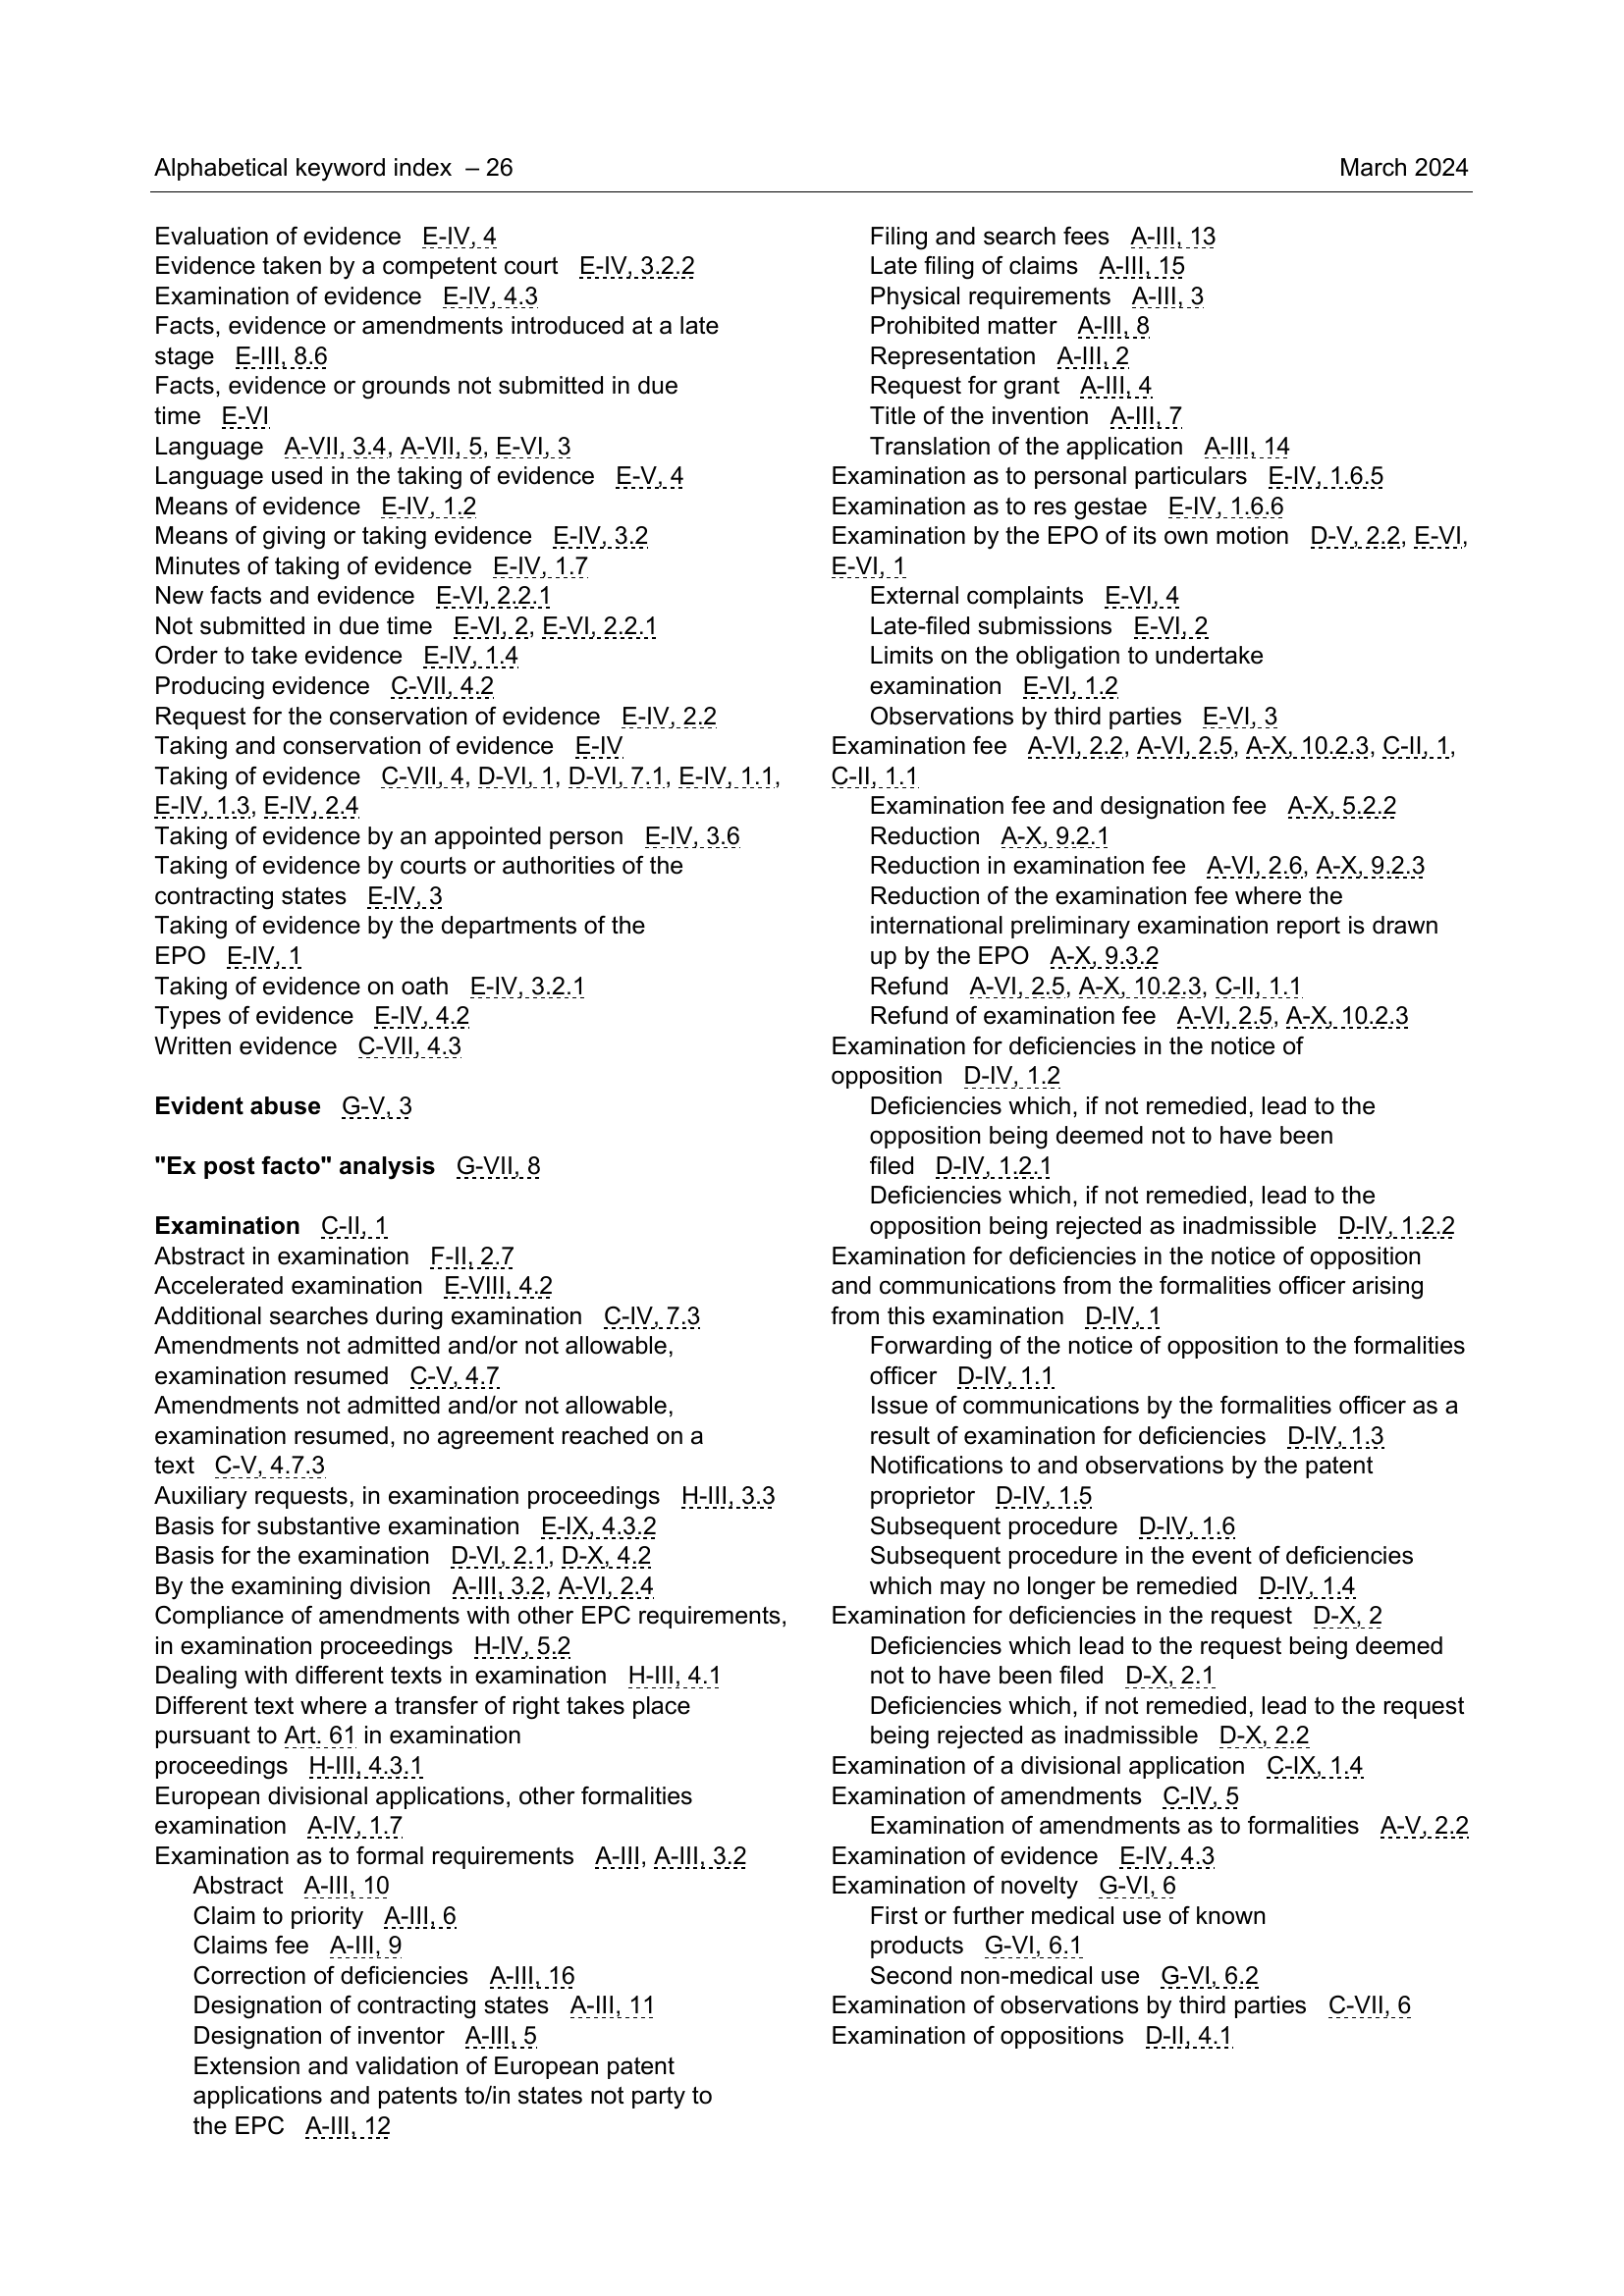 Alphabetical keyword index – 26 March 2024
Evaluation of evidence E-IV, 4
Evidence taken by a competent court E-IV, 3.2.2
Examination of evidence E-IV, 4.3
Facts, evidence or amendments introduced at a late
stage E-III, 8.6
Facts, evidence or grounds not submitted in due
time E-VI
Language A-VII, 3.4, A-VII, 5, E-VI, 3
Language used in the taking of evidence E-V, 4
Means of evidence E-IV, 1.2
Means of giving or taking evidence E-IV, 3.2
Minutes of taking of evidence E-IV, 1.7
New facts and evidence E-VI, 2.2.1
Not submitted in due time E-VI, 2, E-VI, 2.2.1
Order to take evidence E-IV, 1.4
Producing evidence C-VII, 4.2
Request for the conservation of evidence E-IV, 2.2
Taking and conservation of evidence E-IV
Taking of evidence C-VII, 4, D-VI, 1, D-VI, 7.1, E-IV, 1.1,
E-IV, 1.3, E-IV, 2.4
Taking of evidence by an appointed person E-IV, 3.6
Taking of evidence by courts or authorities of the
contracting states E-IV, 3
Taking of evidence by the departments of the
EPO E-IV, 1
Taking of evidence on oath E-IV, 3.2.1
Types of evidence E-IV, 4.2
Written evidence C-VII, 4.3
Evident abuse G-V, 3
"Ex post facto" analysis G-VII, 8
Examination C-II, 1
Abstract in examination F-II, 2.7
Accelerated examination E-VIII, 4.2
Additional searches during examination C-IV, 7.3
Amendments not admitted and/or not allowable,
examination resumed C-V, 4.7
Amendments not admitted and/or not allowable,
examination resumed, no agreement reached on a
text C-V, 4.7.3
Auxiliary requests, in examination proceedings H-III, 3.3
Basis for substantive examination E-IX, 4.3.2
Basis for the examination D-VI, 2.1, D-X, 4.2
By the examining division A-III, 3.2, A-VI, 2.4
Compliance of amendments with other EPC requirements,
in examination proceedings H-IV, 5.2
Dealing with different texts in examination H-III, 4.1
Different text where a transfer of right takes place
pursuant to Art. 61 in examination
proceedings H-III, 4.3.1
European divisional applications, other formalities
examination A-IV, 1.7
Examination as to formal requirements A-III, A-III, 3.2
Abstract A-III, 10
Claim to priority A-III, 6
Claims fee A-III, 9
Correction of deficiencies A-III, 16
Designation of contracting states A-III, 11
Designation of inventor A-III, 5
Extension and validation of European patent
applications and patents to/in states not party to
the EPC A-III, 12
Filing and search fees A-III, 13
Late filing of claims A-III, 15
Physical requirements A-III, 3
Prohibited matter A-III, 8
Representation A-III, 2
Request for grant A-III, 4
Title of the invention A-III, 7
Translation of the application A-III, 14
Examination as to personal particulars E-IV, 1.6.5
Examination as to res gestae E-IV, 1.6.6
Examination by the EPO of its own motion D-V, 2.2, E-VI,
E-VI, 1
External complaints E-VI, 4
Late-filed submissions E-VI, 2
Limits on the obligation to undertake
examination E-VI, 1.2
Observations by third parties E-VI, 3
Examination fee A-VI, 2.2, A-VI, 2.5, A-X, 10.2.3, C-II, 1,
C-II, 1.1
Examination fee and designation fee A-X, 5.2.2
Reduction A-X, 9.2.1
Reduction in examination fee A-VI, 2.6, A-X, 9.2.3
Reduction of the examination fee where the
international preliminary examination report is drawn
up by the EPO A-X, 9.3.2
Refund A-VI, 2.5, A-X, 10.2.3, C-II, 1.1
Refund of examination fee A-VI, 2.5, A-X, 10.2.3
Examination for deficiencies in the notice of
opposition D-IV, 1.2
Deficiencies which, if not remedied, lead to the
opposition being deemed not to have been
filed D-IV, 1.2.1
Deficiencies which, if not remedied, lead to the
opposition being rejected as inadmissible D-IV, 1.2.2
Examination for deficiencies in the notice of opposition
and communications from the formalities officer arising
from this examination D-IV, 1
Forwarding of the notice of opposition to the formalities
officer D-IV, 1.1
Issue of communications by the formalities officer as a
result of examination for deficiencies D-IV, 1.3
Notifications to and observations by the patent
proprietor D-IV, 1.5
Subsequent procedure D-IV, 1.6
Subsequent procedure in the event of deficiencies
which may no longer be remedied D-IV, 1.4
Examination for deficiencies in the request D-X, 2
Deficiencies which lead to the request being deemed
not to have been filed D-X, 2.1
Deficiencies which, if not remedied, lead to the request
being rejected as inadmissible D-X, 2.2
Examination of a divisional application C-IX, 1.4
Examination of amendments C-IV, 5
Examination of amendments as to formalities A-V, 2.2
Examination of evidence E-IV, 4.3
Examination of novelty G-VI, 6
First or further medical use of known
products G-VI, 6.1
Second non-medical use G-VI, 6.2
Examination of observations by third parties C-VII, 6
Examination of oppositions D-II, 4.1